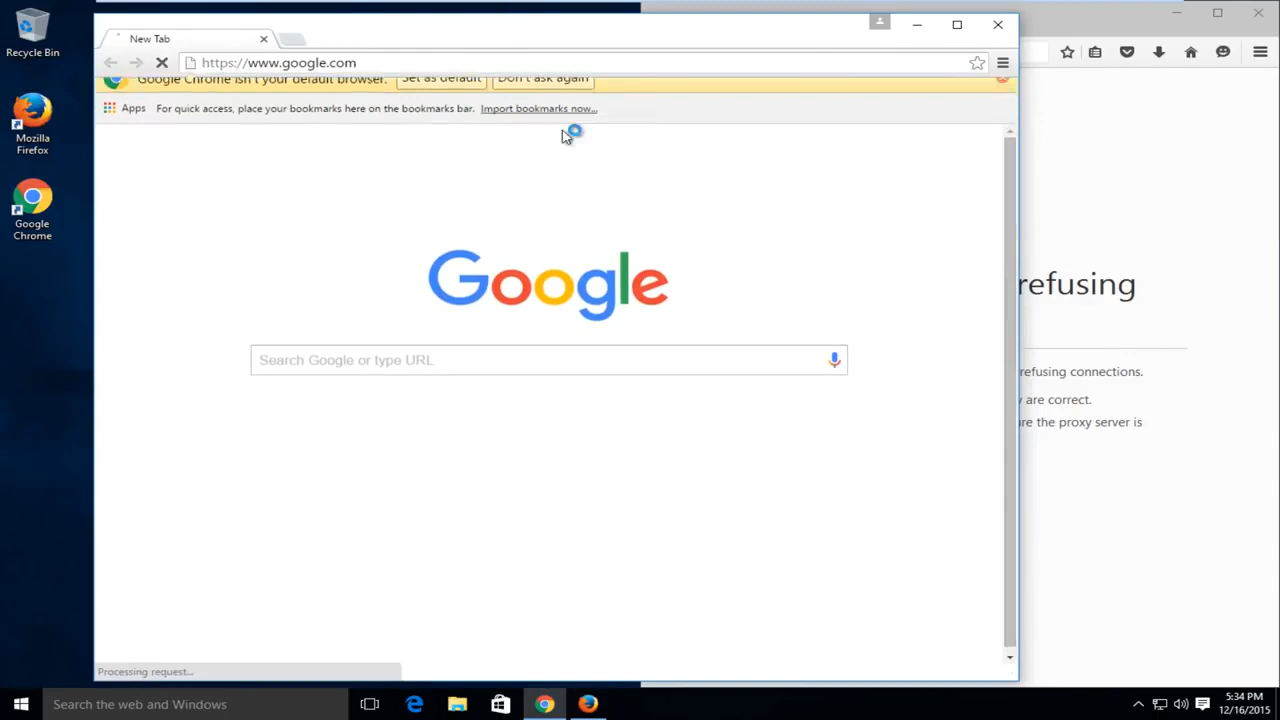 Recycle Bin
Mozilla
Firefox
Google
Chrome
New Tab
https://www.google.com
Google Chrome isn't your default browser. Set as default Don't ask again
Apps For quick access, place your bookmarks here on the bookmarks bar. Import bookmarks now...
Google
Search Google or type URL
Processing request...
refusing
refusing connections.
are correct.
the proxy server is
Search the web and Windows
5:34 PM
12/16/2015